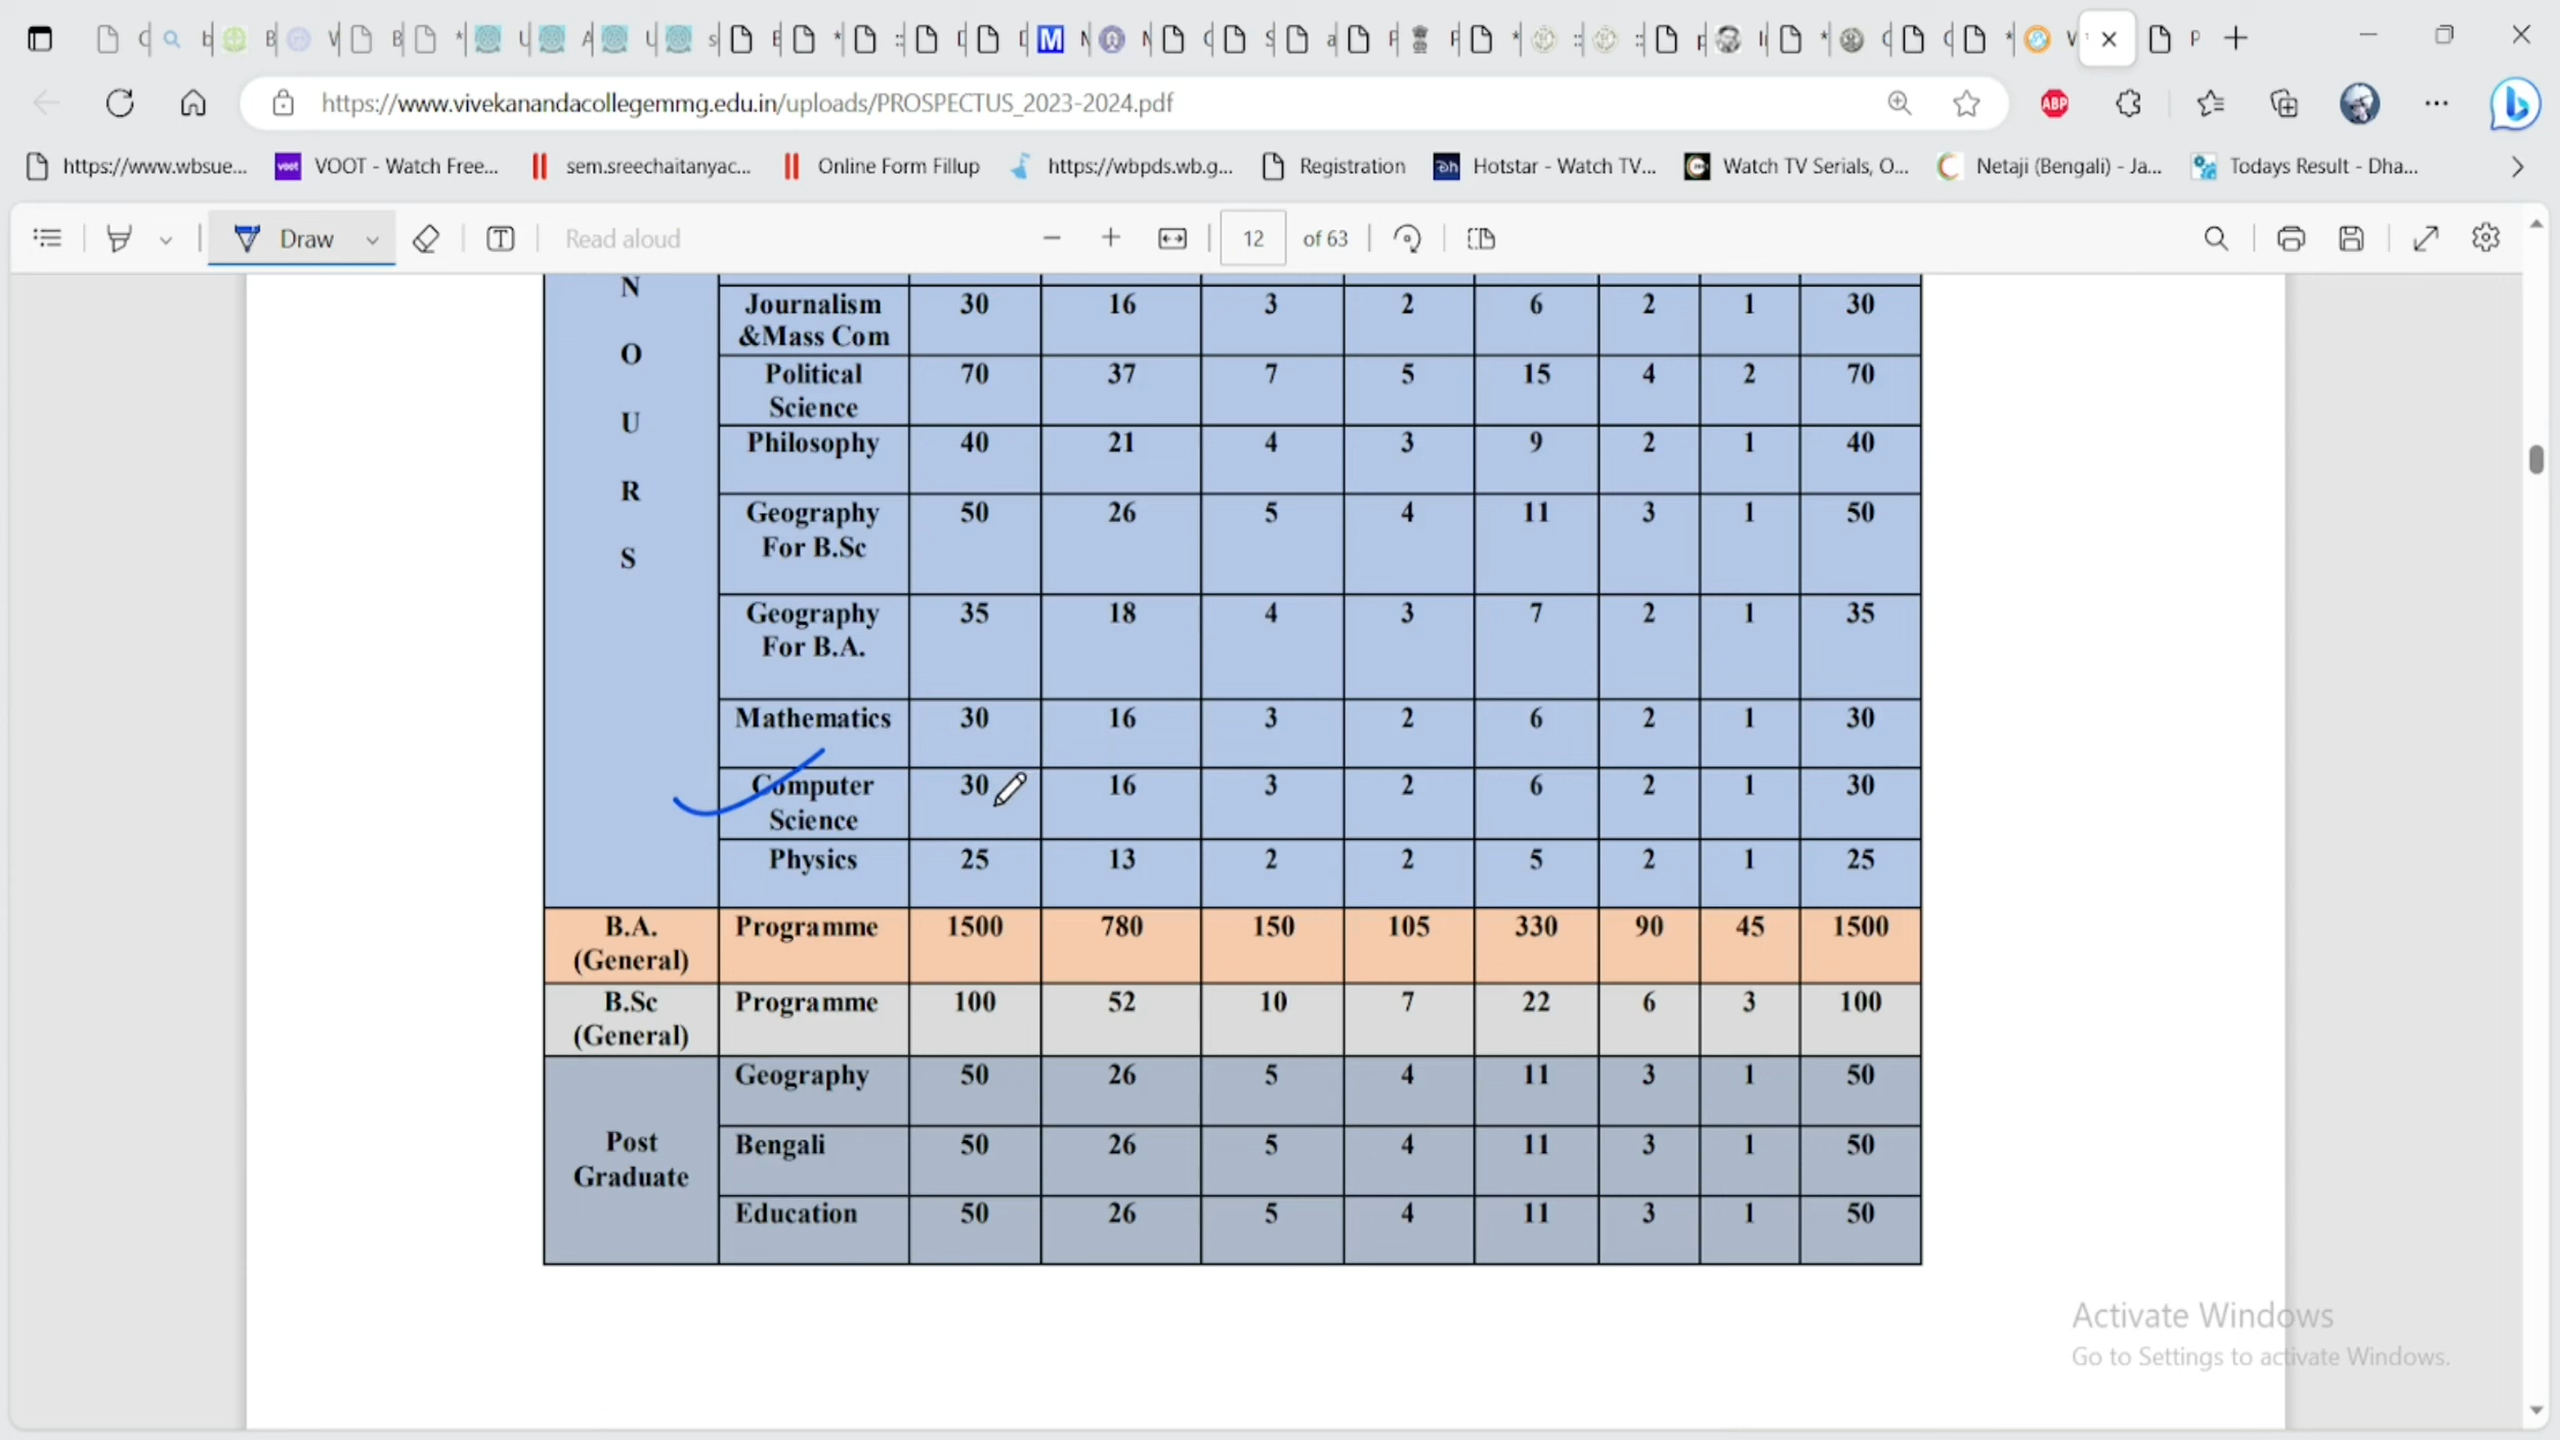 https://www.vivekanandacollegemmg.edu.in/uploads/PROSPECTUS_2023-2024.pdf
ABP
https://www.wbsue... VOOT - Watch Free... sem.sreechaitanyac... Online Form Fillup https://wbpds.wb.g... Registration Hotstar - Watch TV... Watch TV Serials, O... Netaji (Bengali) - Ja... Todays Result - Dha...
Draw Read aloud 12 of 63
N
O
U
R
S
Journalism 30 16 3 2 6 2 1 30
&Mass Com
Political 70 37 7 5 15 4 2 70
Science
Philosophy 40 21 4 3 9 2 1 40
Geography 50 26 5 4 11 3 1 50
For B.Sc
Geography 35 18 4 3 7 2 1 35
For B.A.
Mathematics 30 16 3 2 6 2 1 30
Computer 30 16 3 2 6 2 1 30
Science
Physics 25 13 2 2 5 2 1 25
B.A. Programme 1500 780 150 105 330 90 45 1500
(General)
B.Sc Programme 100 52 10 7 22 6 3 100
(General)
Post
Graduate
Geography 50 26 5 4 11 3 1 50
Bengali 50 26 5 4 11 3 1 50
Education 50 26 5 4 11 3 1 50
Activate Windows
Go to Settings to activate Windows.